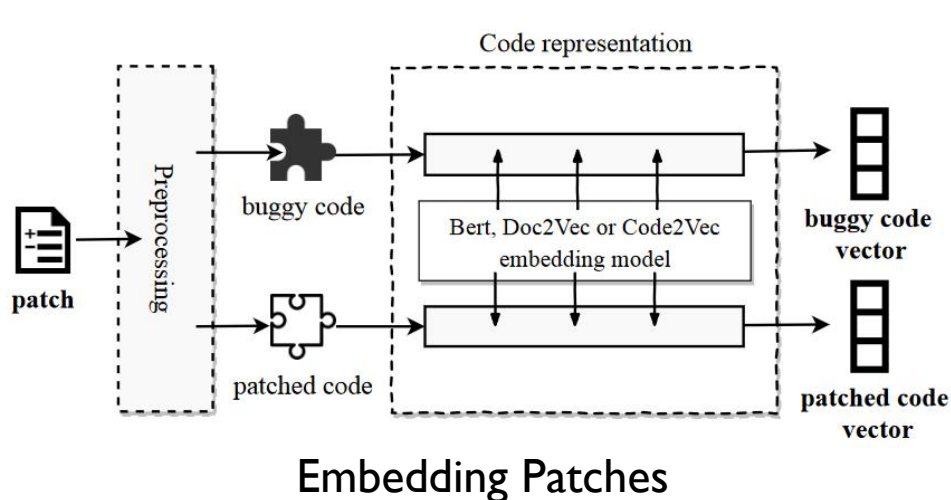 Code representation
Preprocessing
buggy code
Bert, Doc2Vec or Code2Vec
embedding model
buggy code
vector
patch
patched code
patched code
vector
Embedding Patches